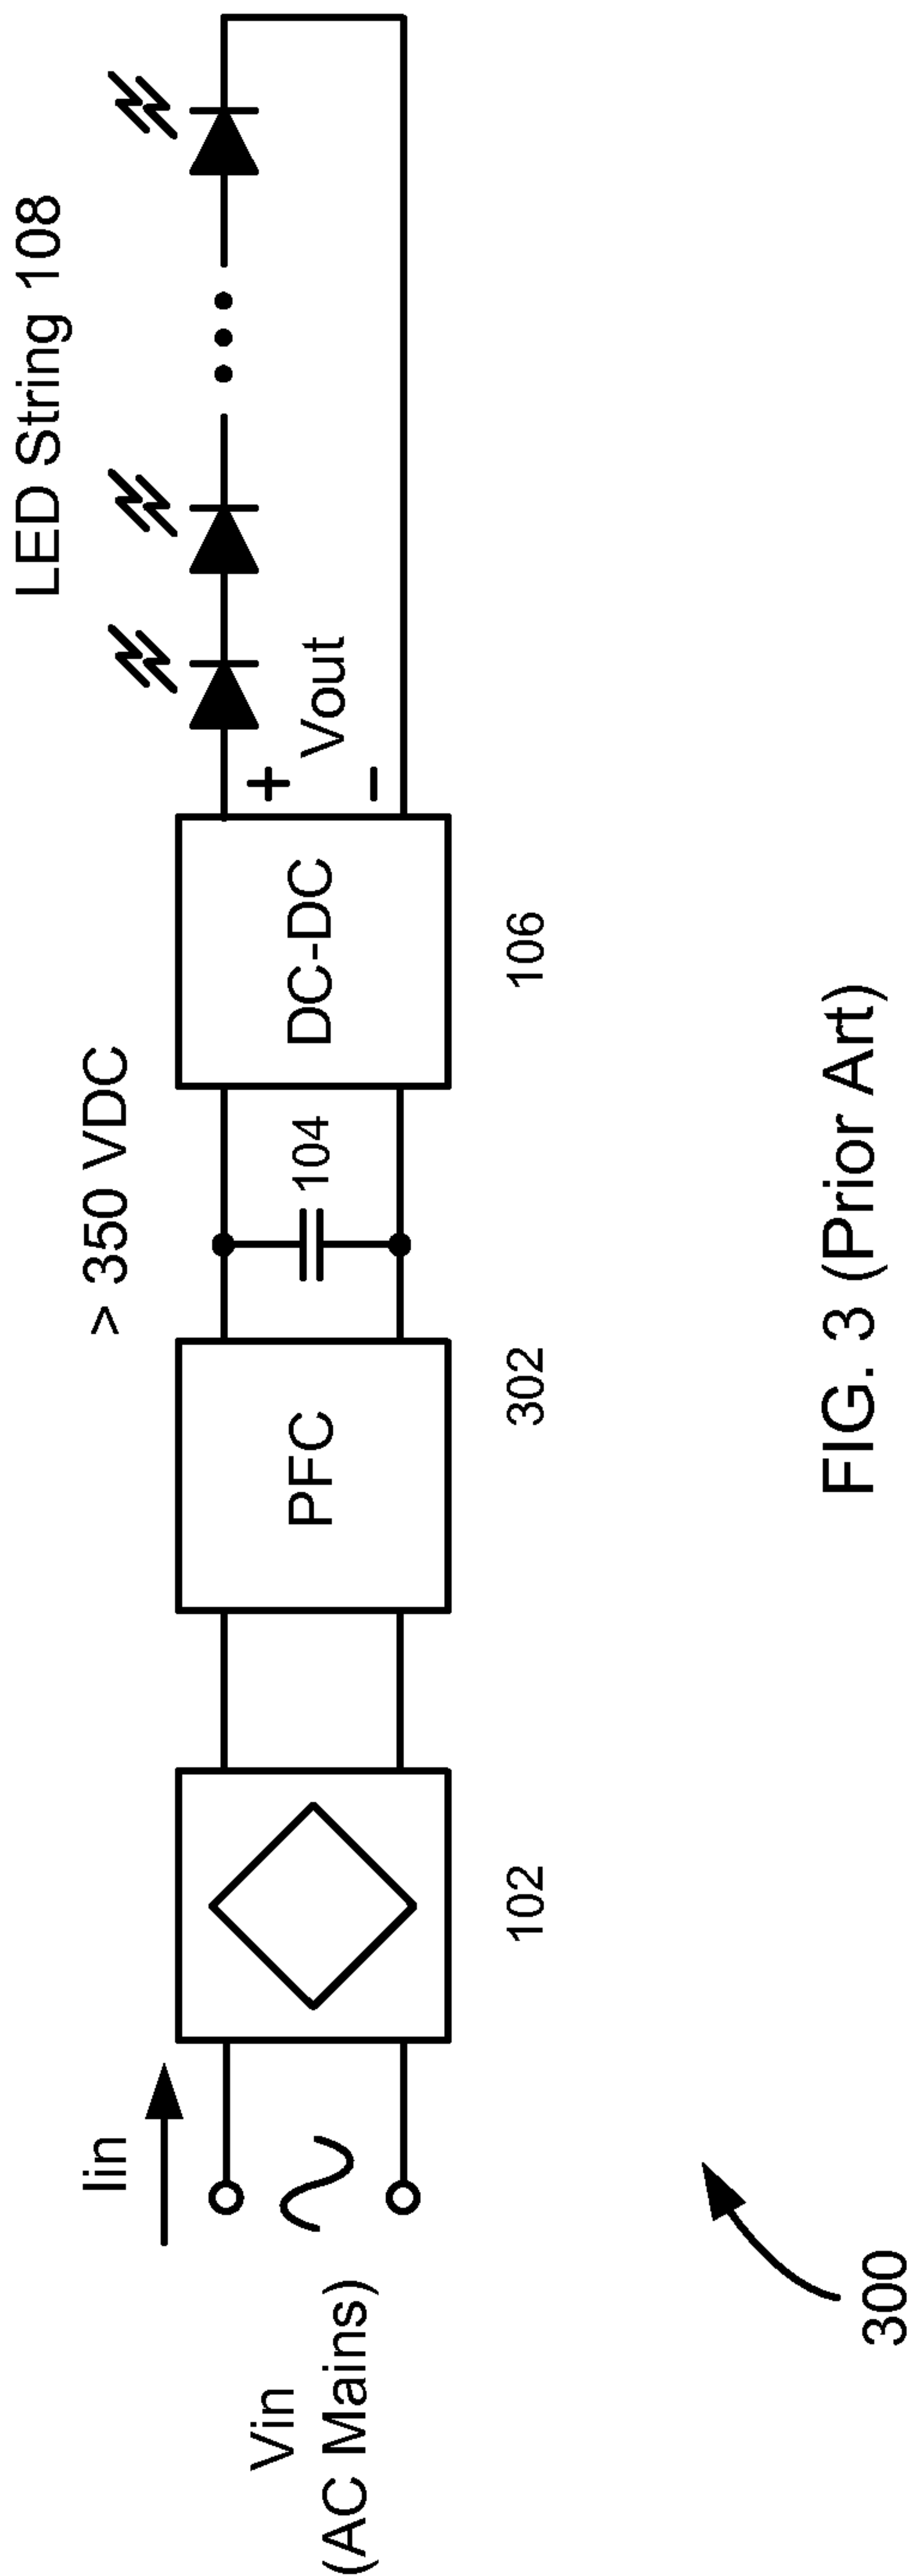 LED String 108
> 350 VDC
Iin
Vin
(AC Mains)
PFC
104
DC-DC
+
Vout
-
102
302
106
300
FIG. 3 (Prior Art)